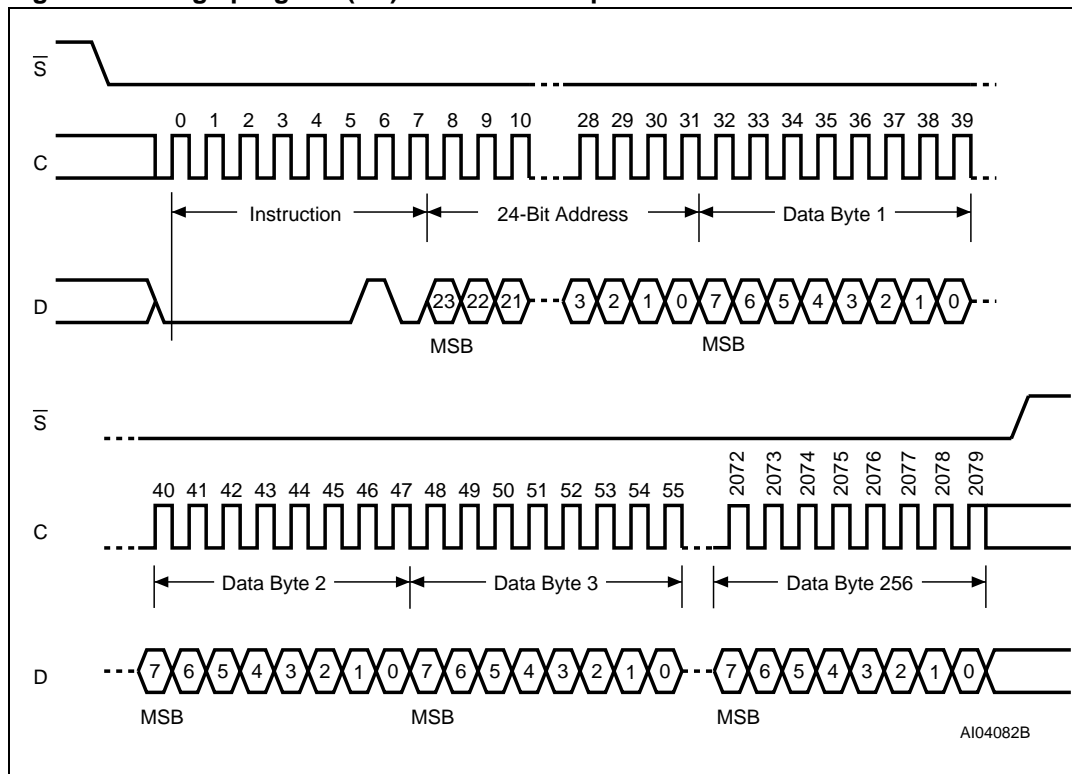 S
0 1 2 3 4 5 6 7 8 9 10 28 29 30 31 32 33 34 35 36 37 38 39
C
Instruction 24-Bit Address Data Byte 1
D
23 22 21 3 2 1 0 7 6 5 4 3 2 1 0
MSB MSB
S
40 41 42 43 44 45 46 47 48 49 50 51 52 53 54 55 2072 2073 2074 2075 2076 2077 2078 2079
C
Data Byte 2 Data Byte 3 Data Byte 256
D
7 6 5 4 3 2 1 0 7 6 5 4 3 2 1 0 7 6 5 4 3 2 1 0
MSB MSB MSB
AI04082B